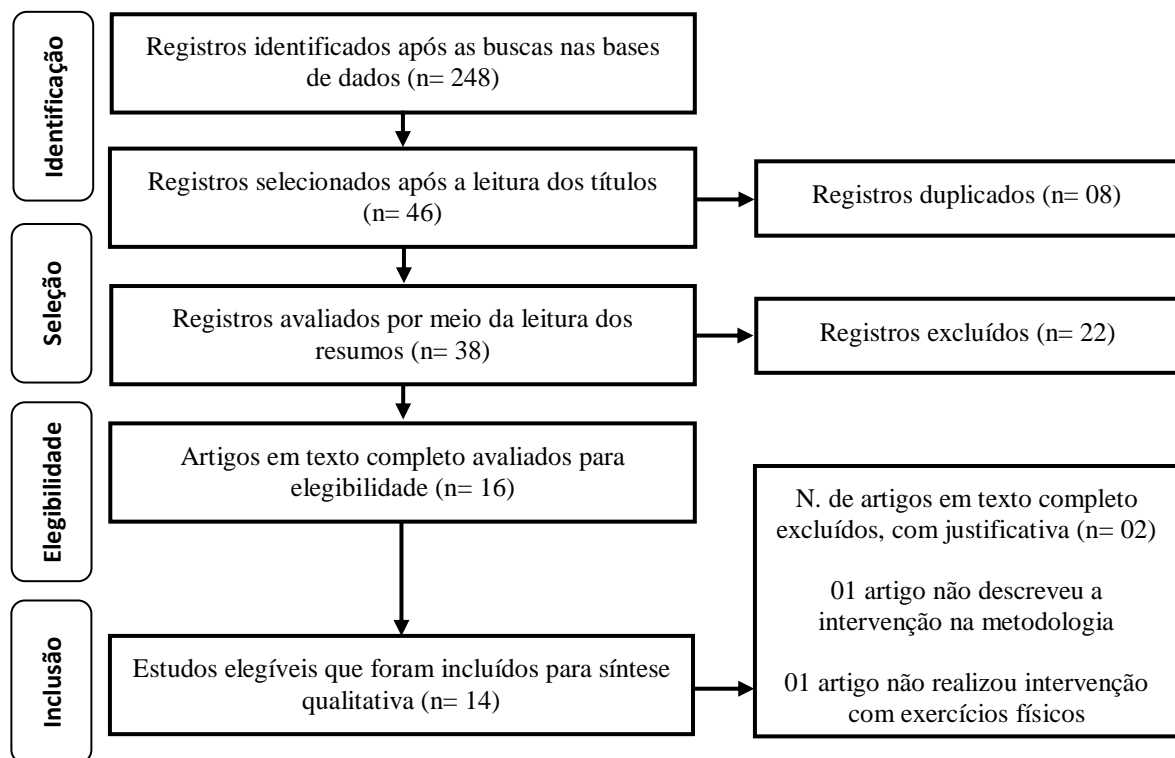 Identificação
Registros identificados após as buscas nas bases
de dados (n= 248)
Registros selecionados após a leitura dos títulos
(n= 46)
Registros duplicados (n= 08)
Seleção
Registros avaliados por meio da leitura dos
resumos (n= 38)
Registros excluídos (n= 22)
Elegibilidade
Artigos em texto completo avaliados para
elegibilidade (n= 16)
N. de artigos em texto completo
excluídos, com justificativa (n= 02)
01 artigo não descreveu a
intervenção na metodologia
01 artigo não realizou intervenção
com exercícios físicos
Inclusão
Estudos elegíveis que foram incluídos para síntese
qualitativa (n= 14)